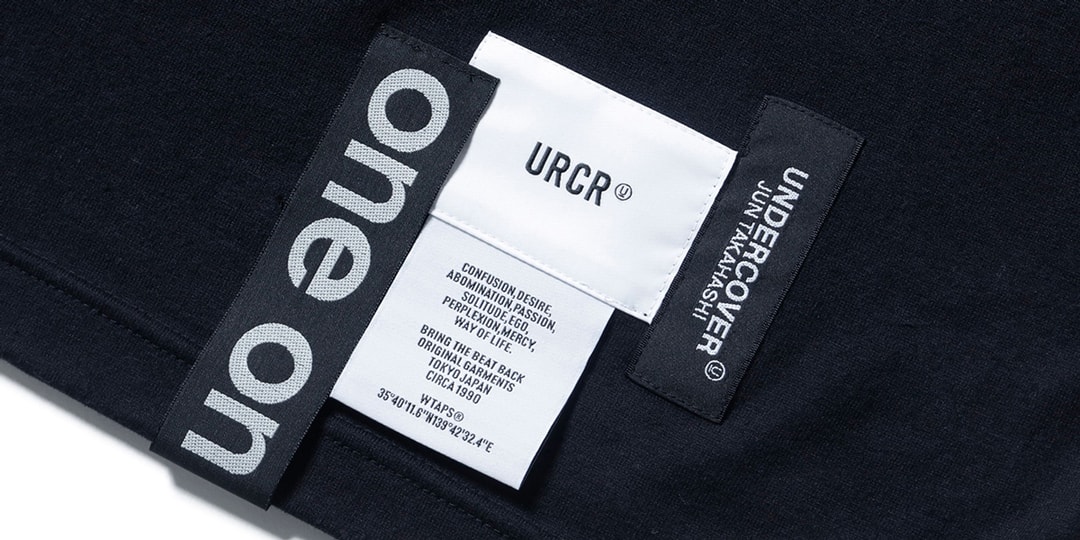 one on
URCR Ⓤ
CONFUSION, DESIRE,
ABOMINATION, PASSION,
SOLITUDE, EGO,
PERPLEXION, MERCY,
WAY OF LIFE.
BRING THE BEAT BACK
ORIGINAL GARMENTS
TOKYO JAPAN
CIRCA 1990
WTAPS®
35°40'11.6"N139°42'32.4"E
UNDERCOVER Ⓤ
JUN TAKAHASHI